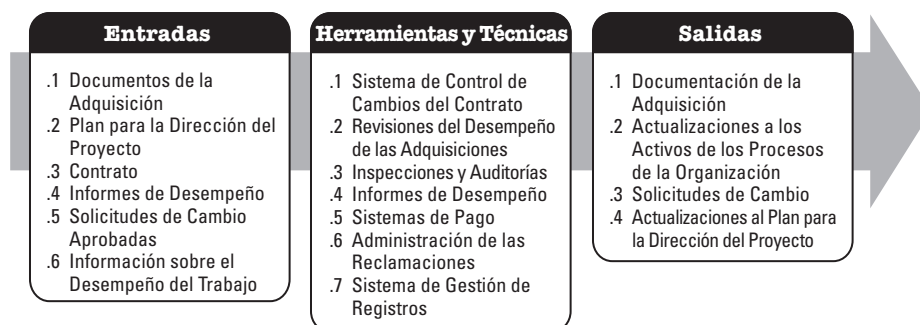 Entradas
.1 Documentos de la
Adquisición
.2 Plan para la Dirección del
Proyecto
.3 Contrato
.4 Informes de Desempeño
.5 Solicitudes de Cambio
Aprobadas
.6 Información sobre el
Desempeño del Trabajo
Herramientas y Técnicas
.1 Sistema de Control de
Cambios del Contrato
.2 Revisiones del Desempeño
de las Adquisiciones
.3 Inspecciones y Auditorías
.4 Informes de Desempeño
.5 Sistemas de Pago
.6 Administración de las
Reclamaciones
.7 Sistema de Gestión de
Registros
Salidas
.1 Documentación de la
Adquisición
.2 Actualizaciones a los
Activos de los Procesos
de la Organización
.3 Solicitudes de Cambio
.4 Actualizaciones al Plan para
la Dirección del Proyecto